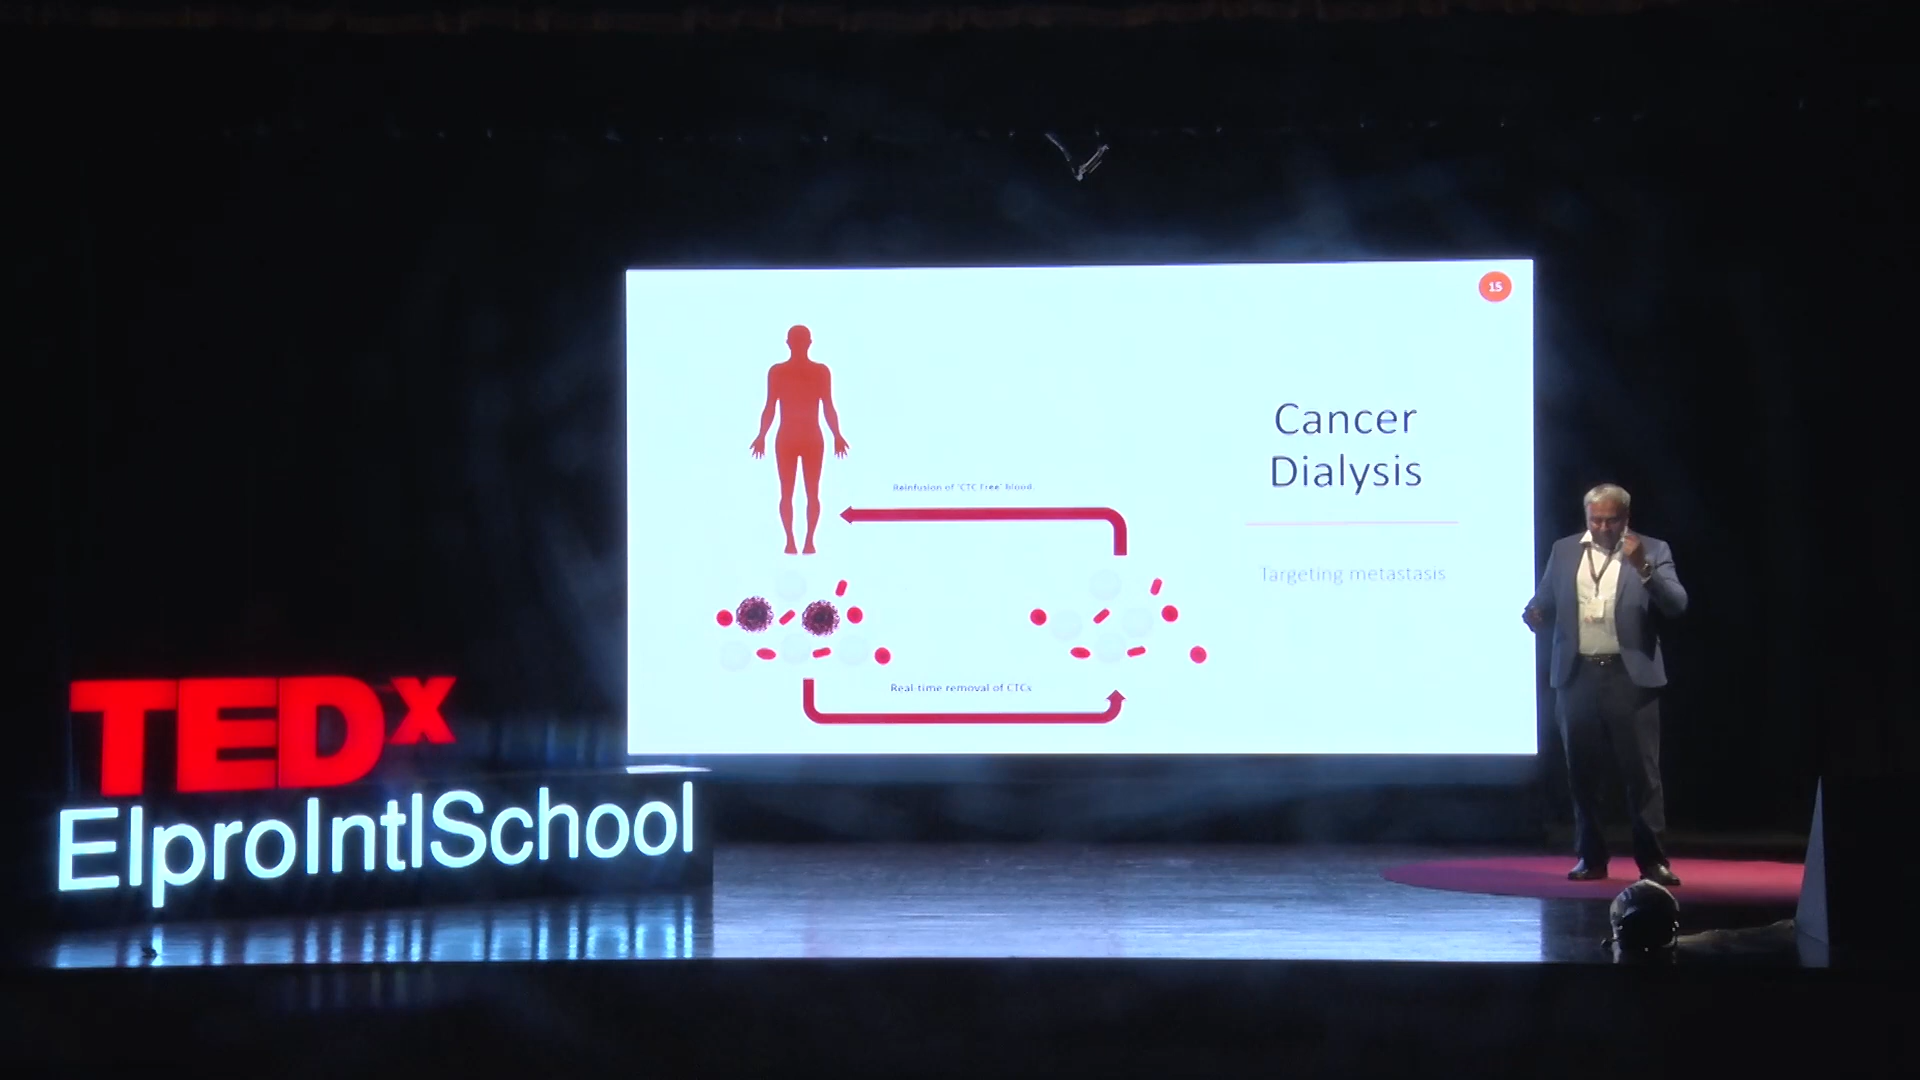 15
Cancer
Dialysis
Targeting metastasis
Reinfusion of 'CTC Free' blood.
Real-time removal of CTCs
TEDx
ElproIntlSchool